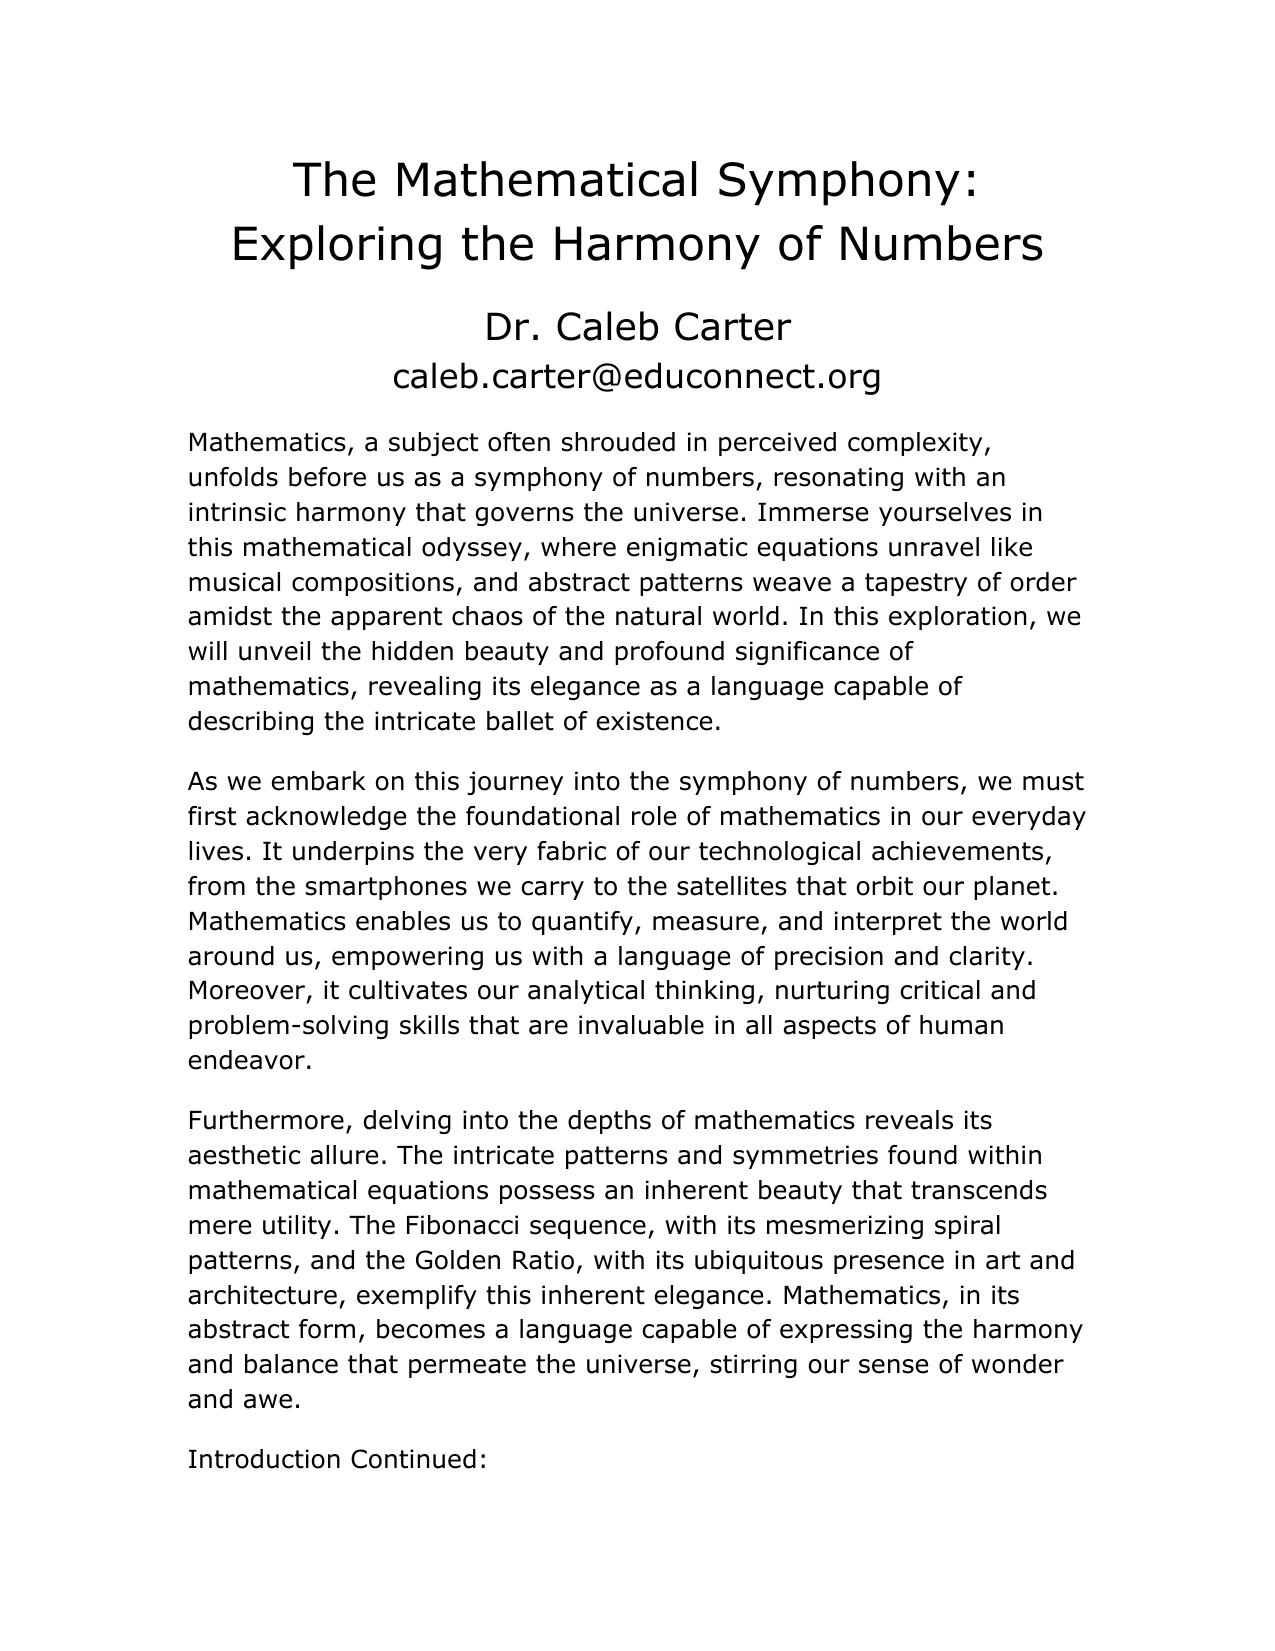 The Mathematical Symphony:
Exploring the Harmony of Numbers
Dr. Caleb Carter
caleb.carter@educonnect.org
Mathematics, a subject often shrouded in perceived complexity,
unfolds before us as a symphony of numbers, resonating with an
intrinsic harmony that governs the universe. Immerse yourselves in
this mathematical odyssey, where enigmatic equations unravel like
musical compositions, and abstract patterns weave a tapestry of order
amidst the apparent chaos of the natural world. In this exploration, we
will unveil the hidden beauty and profound significance of
mathematics, revealing its elegance as a language capable of
describing the intricate ballet of existence.
As we embark on this journey into the symphony of numbers, we must
first acknowledge the foundational role of mathematics in our everyday
lives. It underpins the very fabric of our technological achievements,
from the smartphones we carry to the satellites that orbit our planet.
Mathematics enables us to quantify, measure, and interpret the world
around us, empowering us with a language of precision and clarity.
Moreover, it cultivates our analytical thinking, nurturing critical and
problem-solving skills that are invaluable in all aspects of human
endeavor.
Furthermore, delving into the depths of mathematics reveals its
aesthetic allure. The intricate patterns and symmetries found within
mathematical equations possess an inherent beauty that transcends
mere utility. The Fibonacci sequence, with its mesmerizing spiral
patterns, and the Golden Ratio, with its ubiquitous presence in art and
architecture, exemplify this inherent elegance. Mathematics, in its
abstract form, becomes a language capable of expressing the harmony
and balance that permeate the universe, stirring our sense of wonder
and awe.
Introduction Continued: